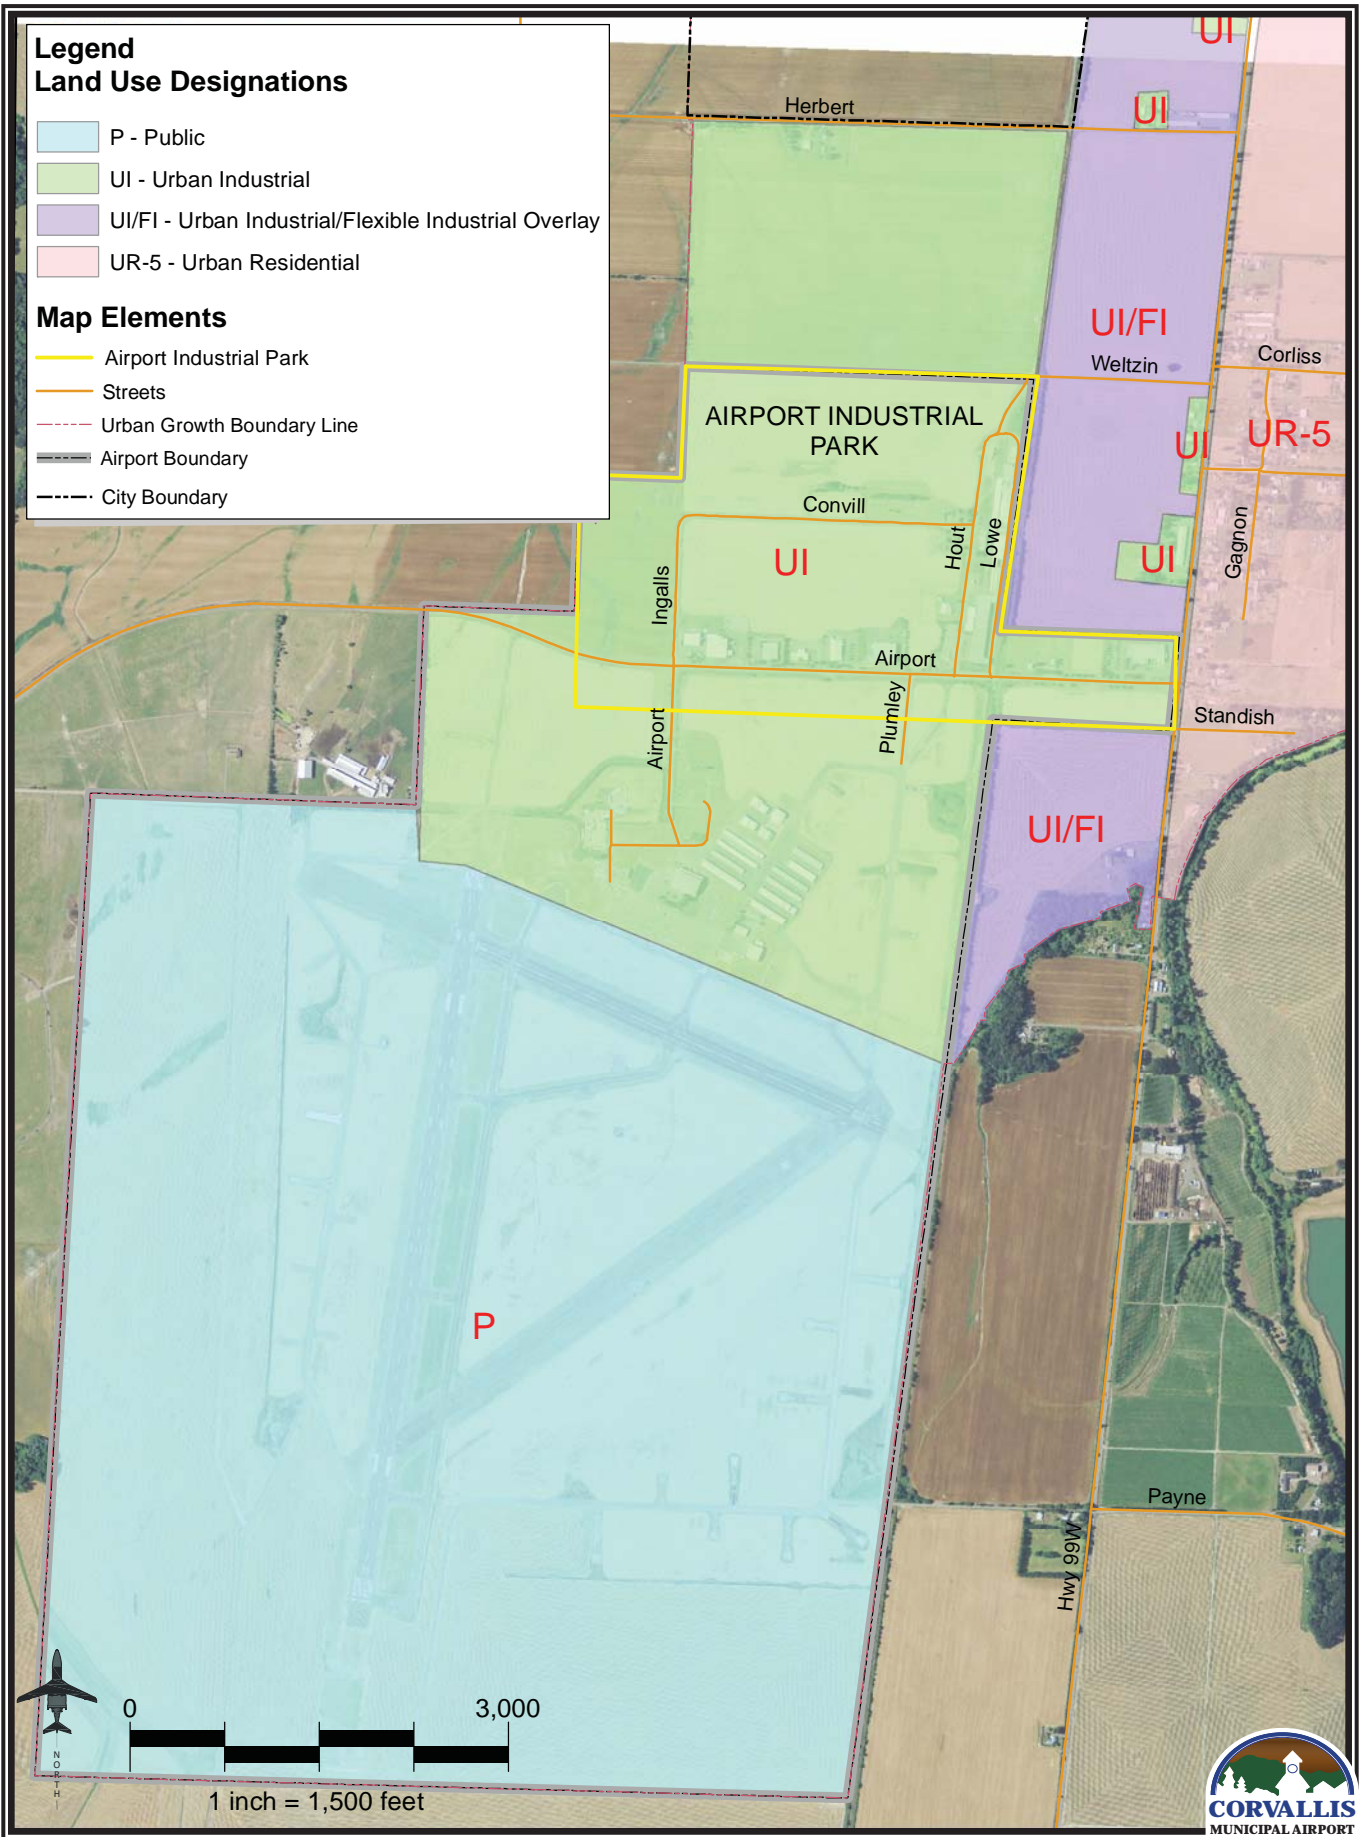 Legend
Land Use Designations
P - Public
UI - Urban Industrial
UI/FI - Urban Industrial/Flexible Industrial Overlay
UR-5 - Urban Residential
Map Elements
Airport Industrial Park
Streets
Urban Growth Boundary Line
Airport Boundary
City Boundary
UI
Herbert
UI
UI/FI
Weltzin
Corliss
AIRPORT INDUSTRIAL
PARK
UI
UR-5
Convill
UI
Hout
Lowe
UI
Gagnon
Ingalls
Airport
Plumley
Standish
Airport
UI/FI
P
Payne
Hwy 99W
NORTH
0
3,000
1 inch = 1,500 feet
CORVALLIS
MUNICIPAL AIRPORT